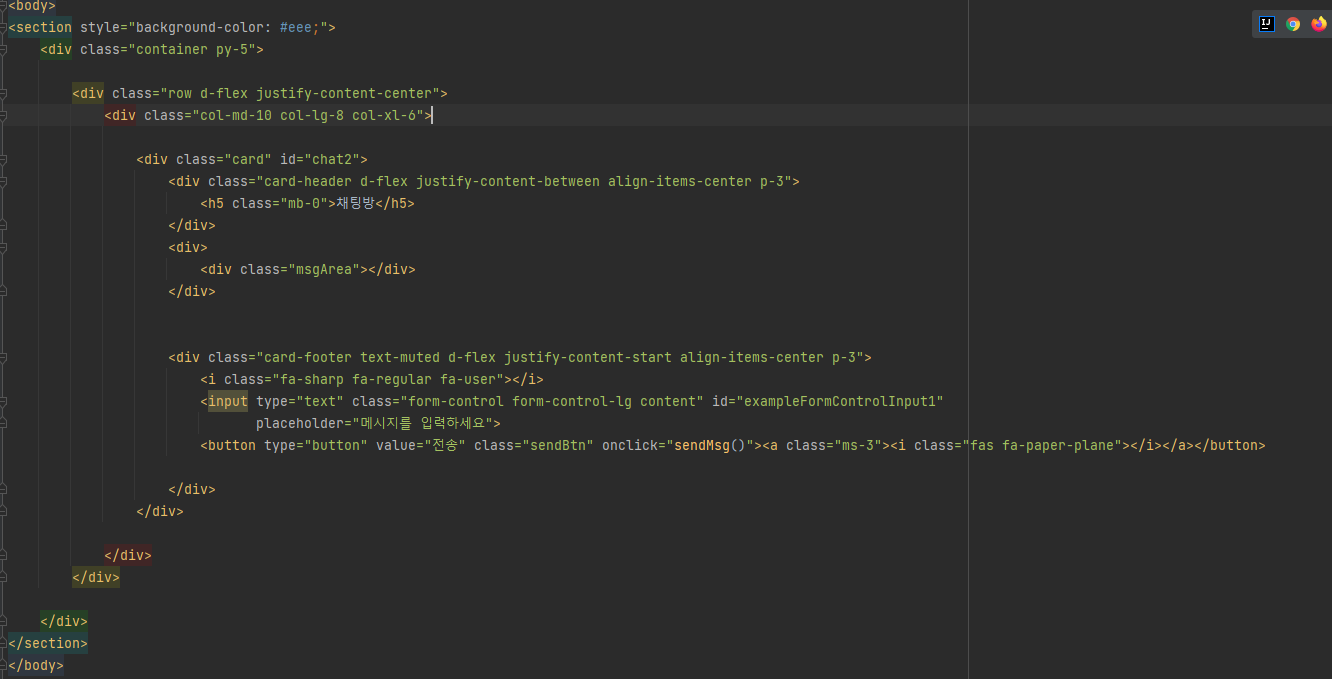 <body>
<section style="background-color: #eee;">
<div class="container py-5">
<div class="row d-flex justify-content-center">
<div class="col-md-10 col-lg-8 col-xl-6">
<div class="card" id="chat2">
<div class="card-header d-flex justify-content-between align-items-center p-3">
<h5 class="mb-0">채팅방</h5>
</div>
<div>
<div class="msgArea"></div>
</div>
<div class="card-footer text-muted d-flex justify-content-start align-items-center p-3">
<i class="fa-sharp fa-regular fa-user"></i>
<input type="text" class="form-control form-control-lg content" id="exampleFormControlInput1"
placeholder="메시지를 입력하세요">
<button type="button" value="전송" class="sendBtn" onclick="sendMsg()"><a class="ms-3"><i class="fas fa-paper-plane"></i></a></button>
</div>
</div>
</div>
</div>
</div>
</section>
</body>